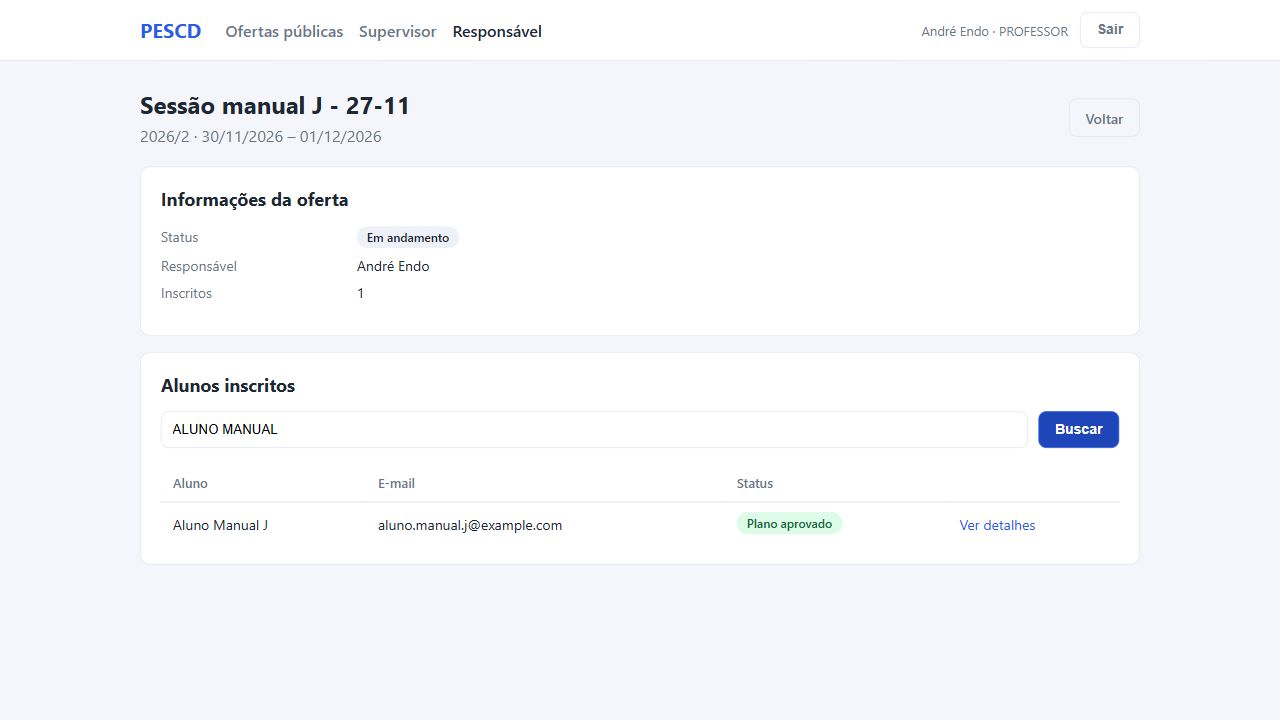 PESCD Ofertas públicas Supervisor Responsável André Endo · PROFESSOR Sair
Sessão manual J - 27-11
2026/2 · 30/11/2026 – 01/12/2026
Voltar
Informações da oferta
Status Em andamento
Responsável André Endo
Inscritos 1
Alunos inscritos
ALUNO MANUAL Buscar
Aluno E-mail Status
Aluno Manual J aluno.manual.j@example.com Plano aprovado Ver detalhes